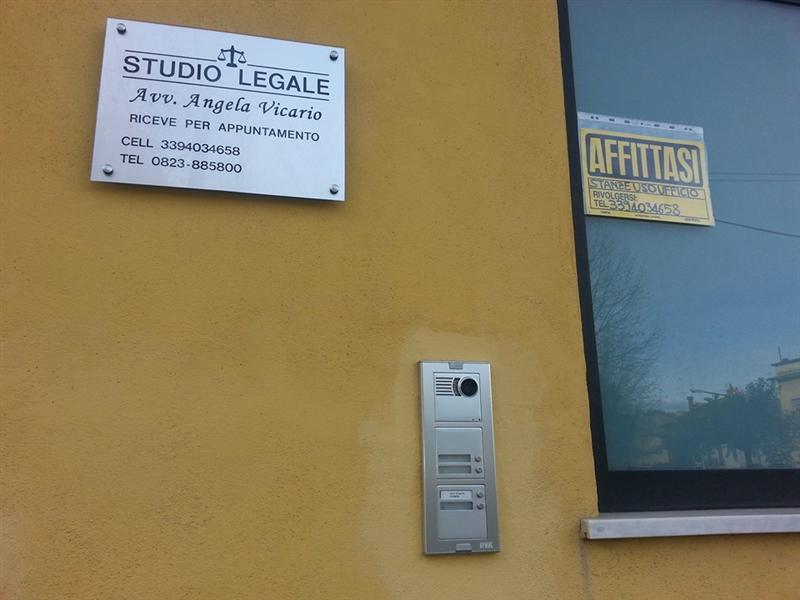 STUDIO LEGALE
Avv. Angela Vicario
RICEVE PER APPUNTAMENTO
CELL 3394034658
TEL 0823-885800
AFFITTASI
STANZE USO UFFICIO
RIVOLGERSI:
TEL. 3394034658